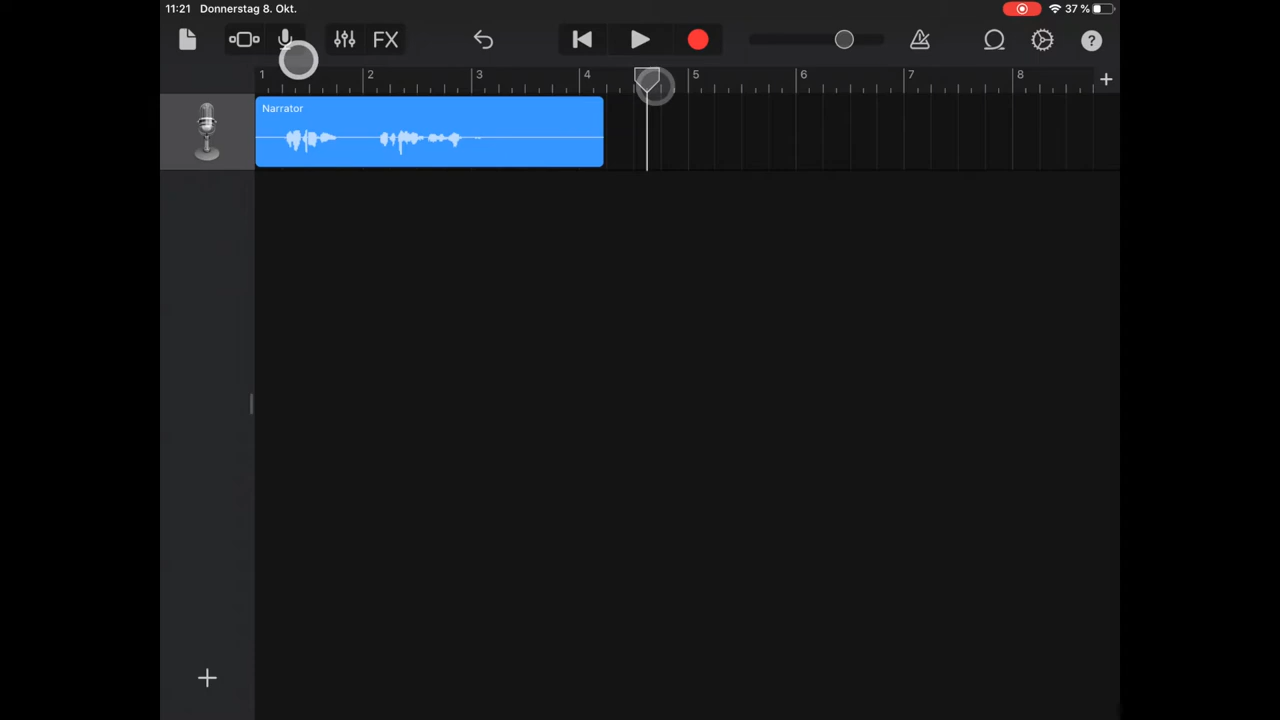 11:21 Donnerstag 8. Okt. 37 %
FX
?
1 2 3 4 5 6 7 8 +
Narrator
+